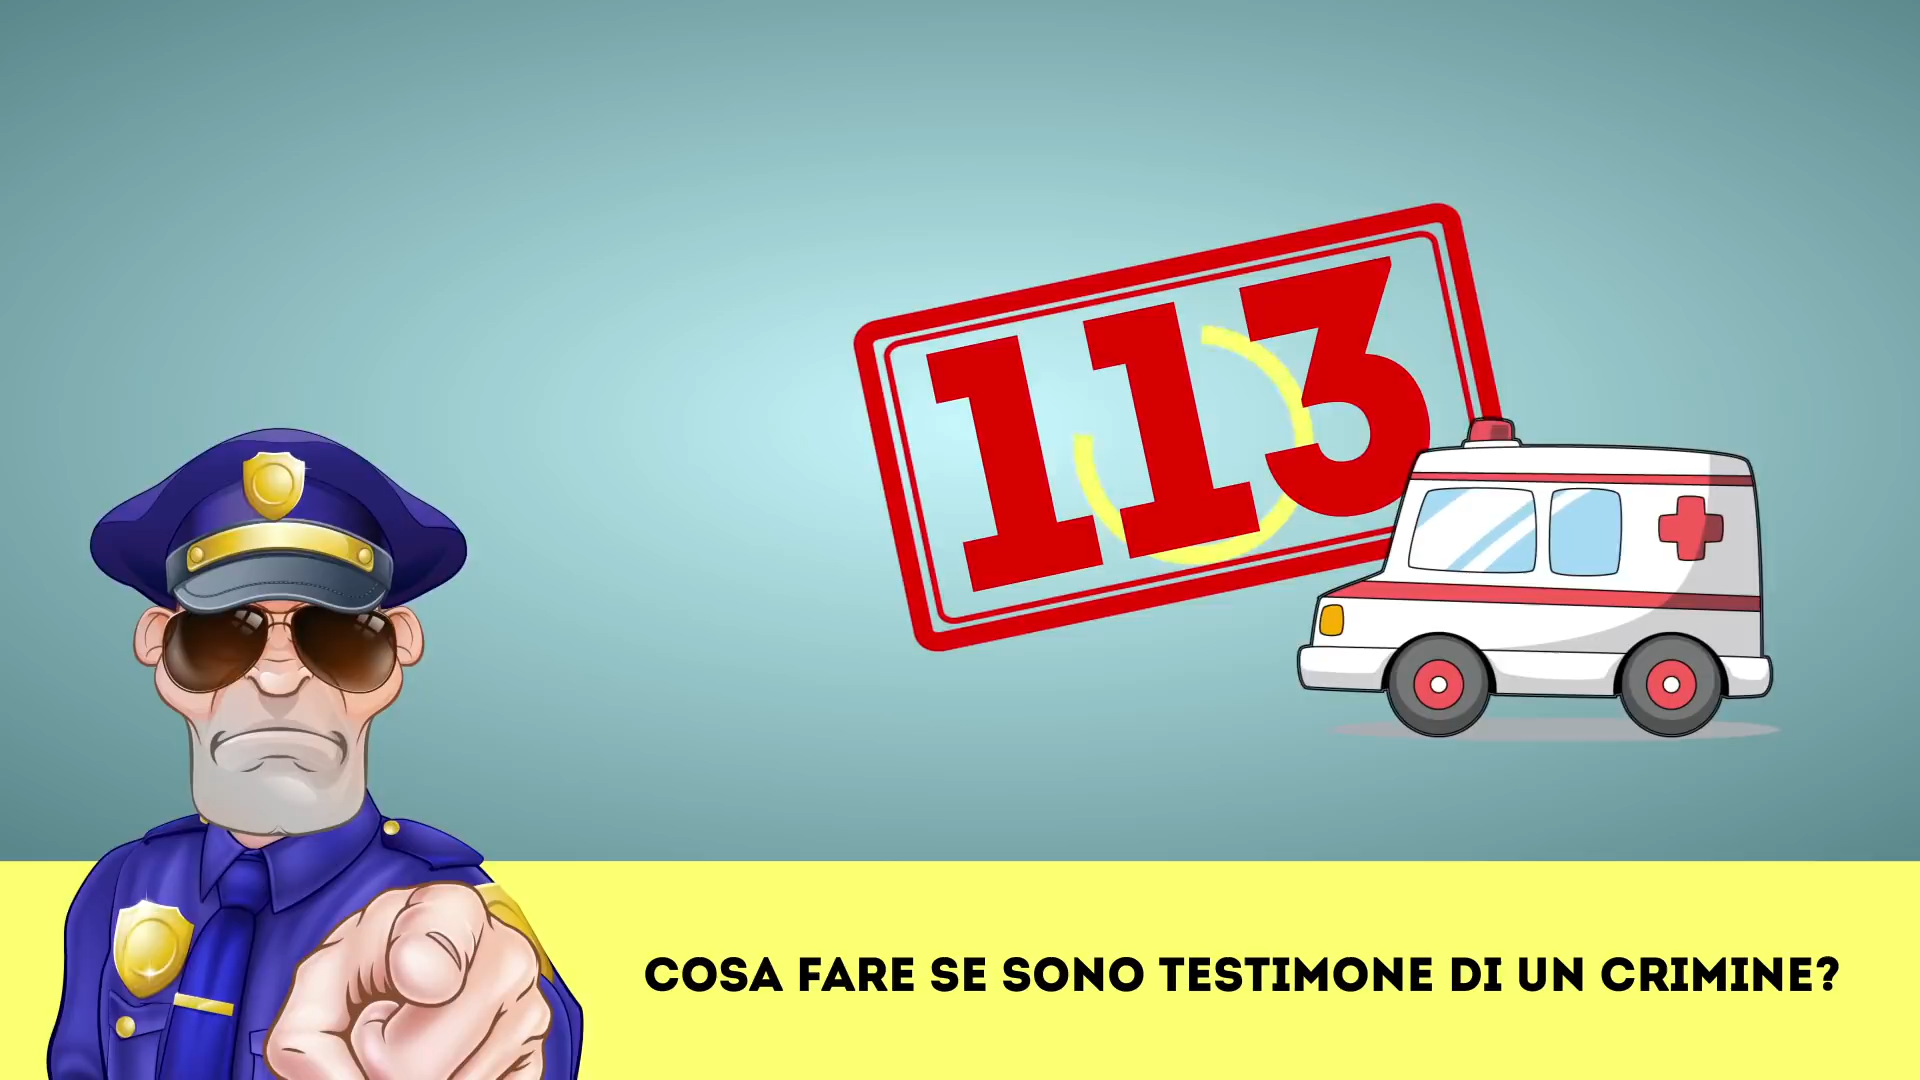 113
COSA FARE SE SONO TESTIMONE DI UN CRIMINE?